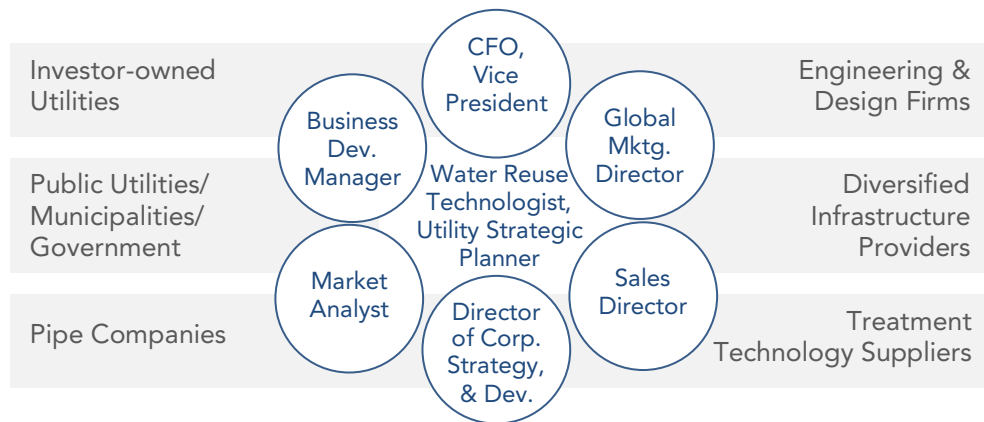 Investor-owned
Utilities
Public Utilities/
Municipalities/
Government
Pipe Companies
CFO,
Vice
President
Business
Dev.
Manager
Global
Mktg.
Director
Water Reuse
Technologist,
Utility Strategic
Planner
Market
Analyst
Sales
Director
Director
of Corp.
Strategy,
& Dev.
Engineering &
Design Firms
Diversified
Infrastructure
Providers
Treatment
Technology Suppliers